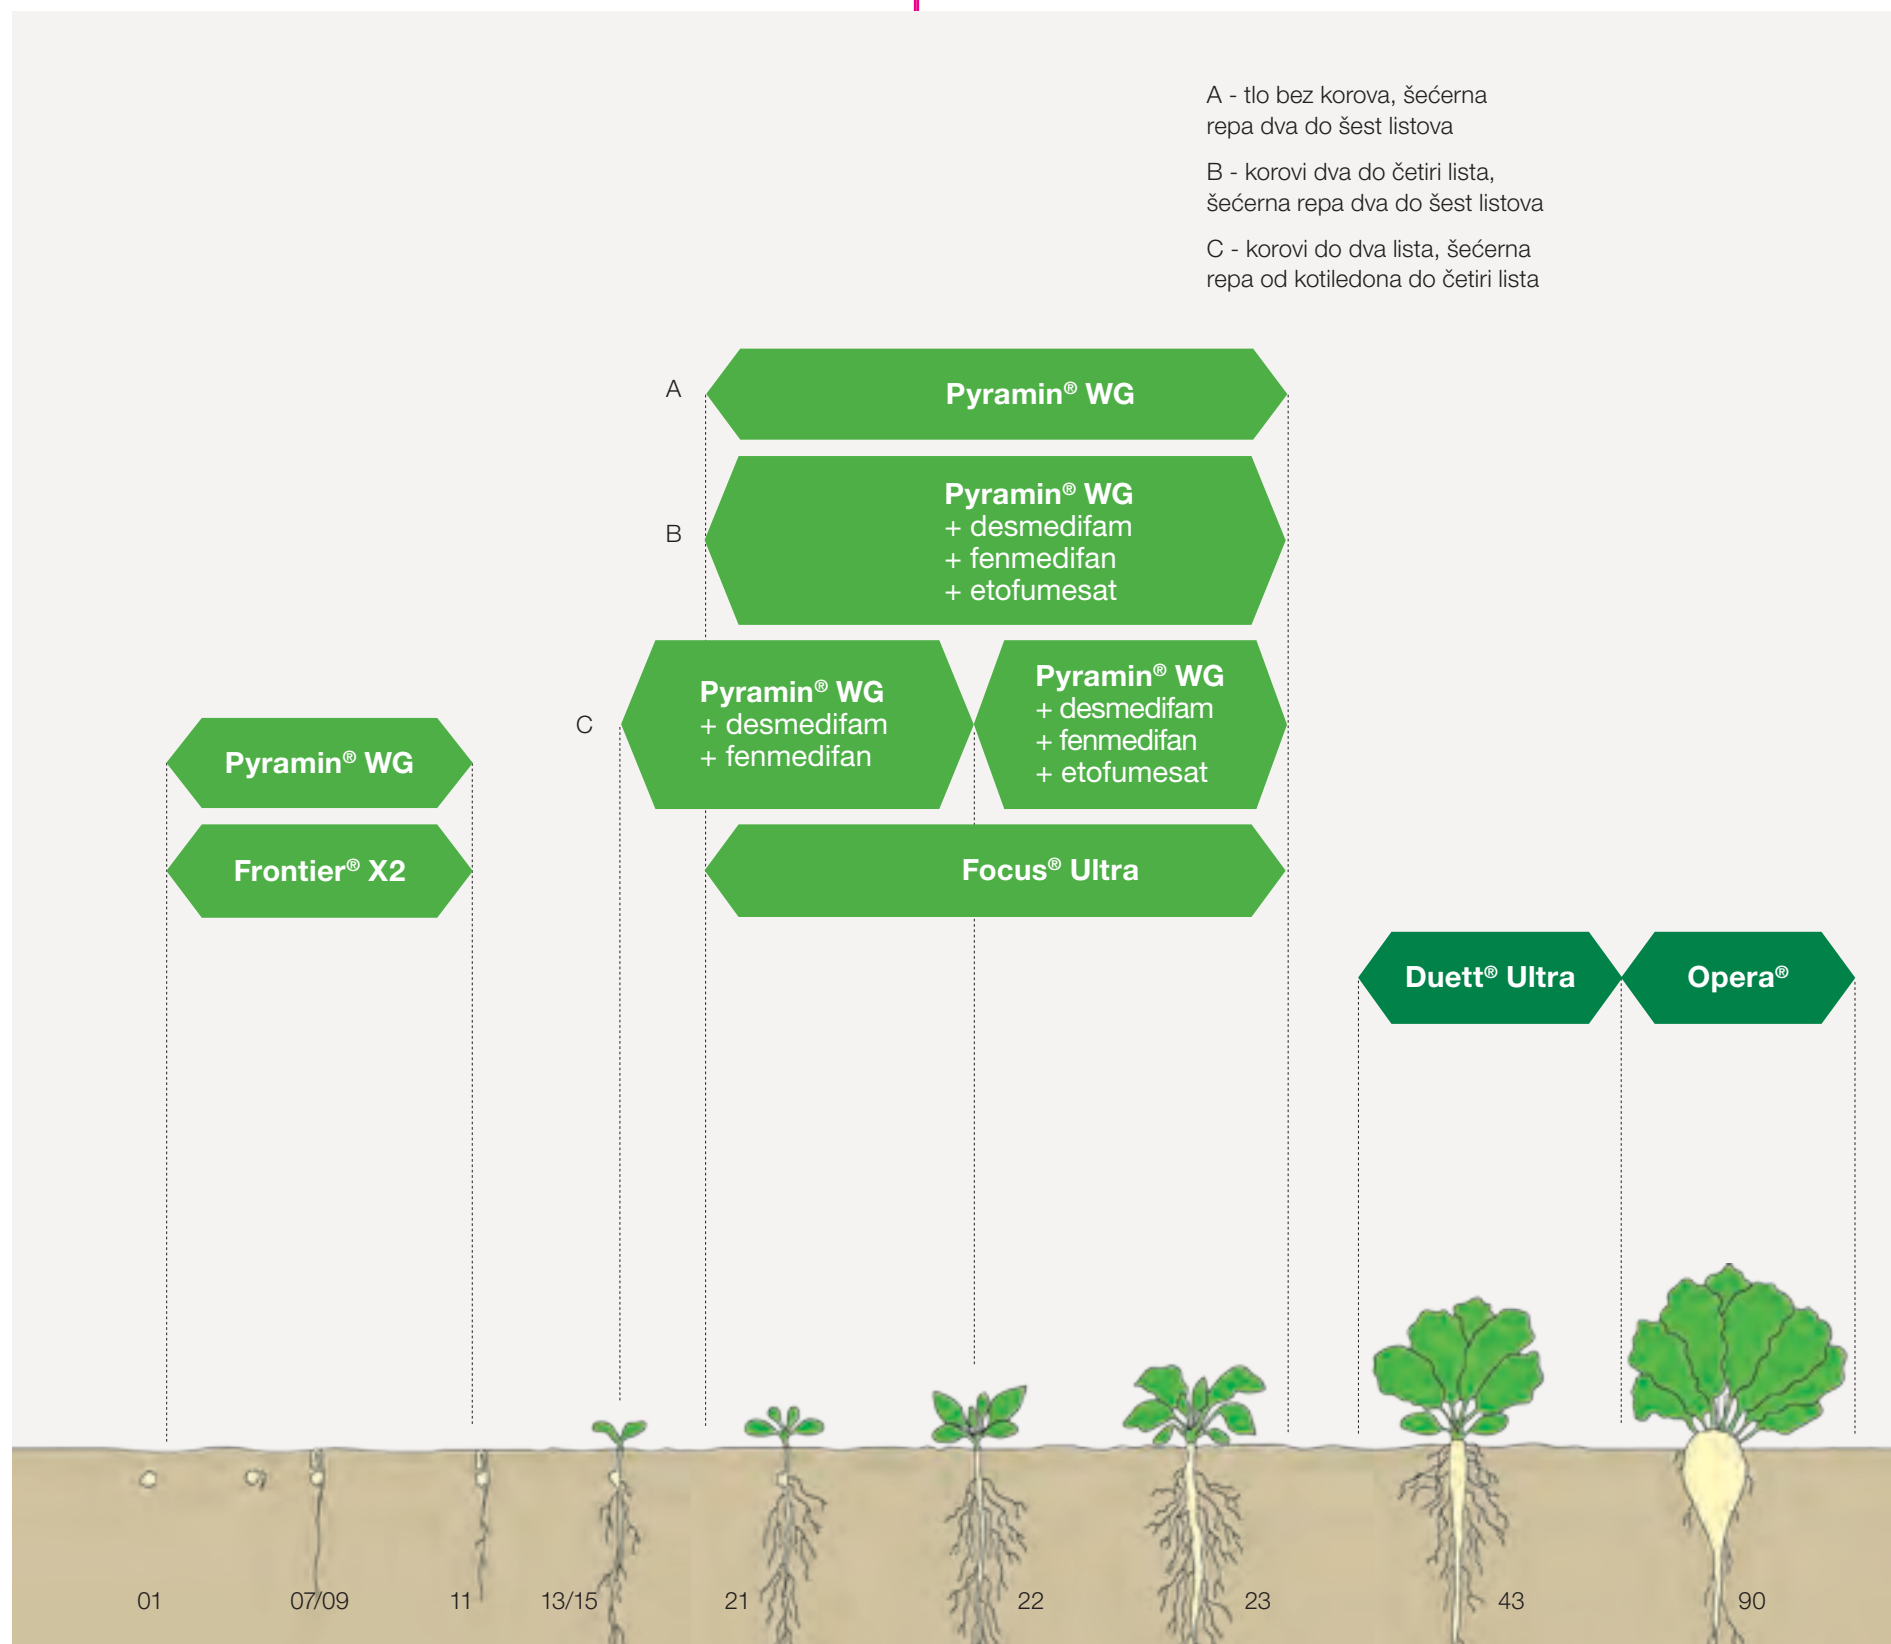 A - tlo bez korova, šećerna
repa dva do šest listova
B - korovi dva do četiri lista,
šećerna repa dva do šest listova
C - korovi do dva lista, šećerna
repa od kotiledona do četiri lista
A
Pyramin® WG
B
Pyramin® WG
+ desmedifam
+ fenmedifan
+ etofumesat
C
Pyramin® WG
+ desmedifam
+ fenmedifan
Pyramin® WG
+ desmedifam
+ fenmedifan
+ etofumesat
Pyramin® WG
Frontier® X2
Focus® Ultra
Duett® Ultra
Opera®
01
07/09
11
13/15
21
22
23
43
90